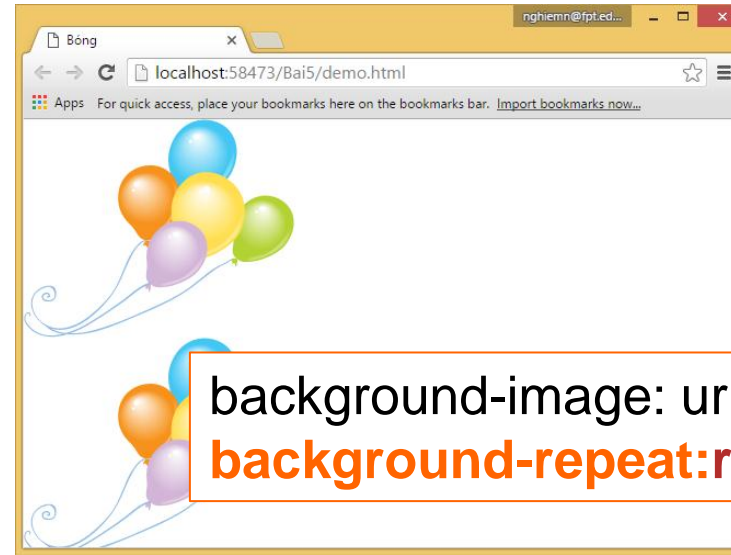 nghiemn@fpt.ed...
Bóng
localhost:58473/Bai5/demo.html
Apps For quick access, place your bookmarks here on the bookmarks bar. Import bookmarks now...
background-image: ur
background-repeat:r